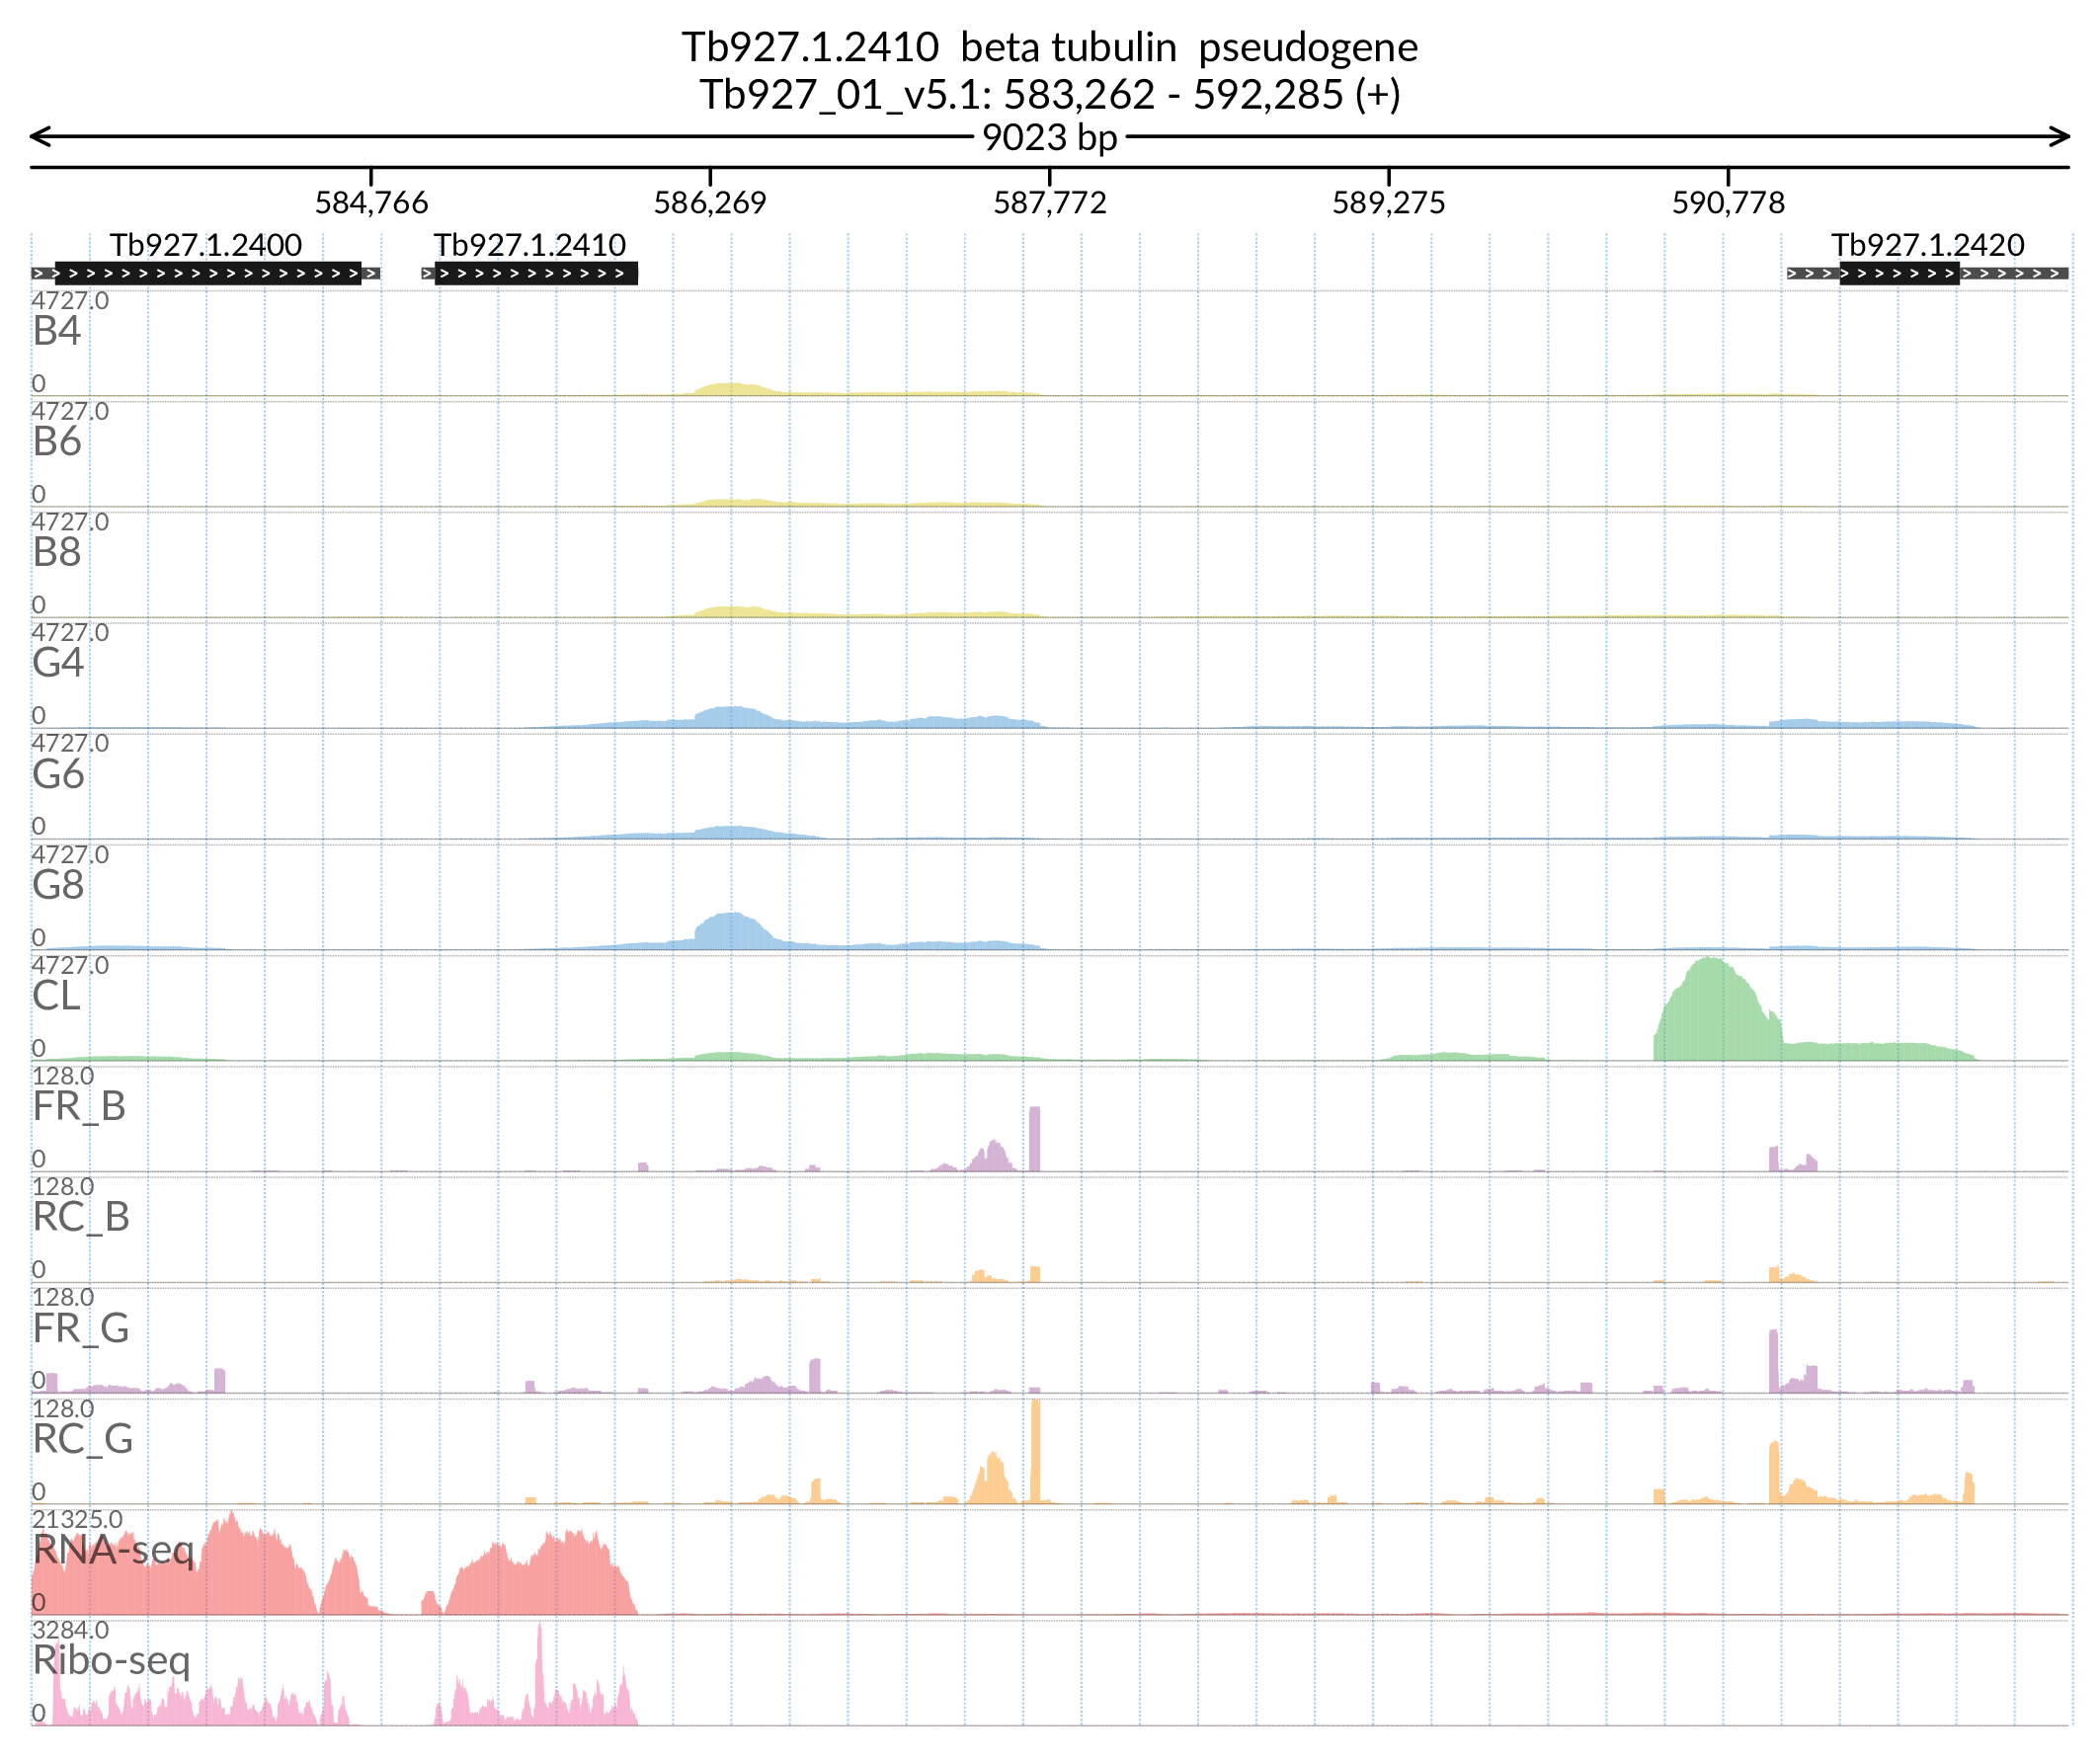 Tb927.1.2410 beta tubulin pseudogene
Tb927_01_v5.1: 583,262 - 592,285 (+)
9023 bp
584,766 586,269 587,772 589,275 590,778
Tb927.1.2400 Tb927.1.2410 Tb927.1.2420
4727.0
B4
0
4727.0
B6
0
4727.0
B8
0
4727.0
G4
0
4727.0
G6
0
4727.0
G8
0
4727.0
CL
0
128.0
FR_B
0
128.0
RC_B
0
128.0
FR_G
0
128.0
RC_G
0
21325.0
RNA-seq
0
3284.0
Ribo-seq
0